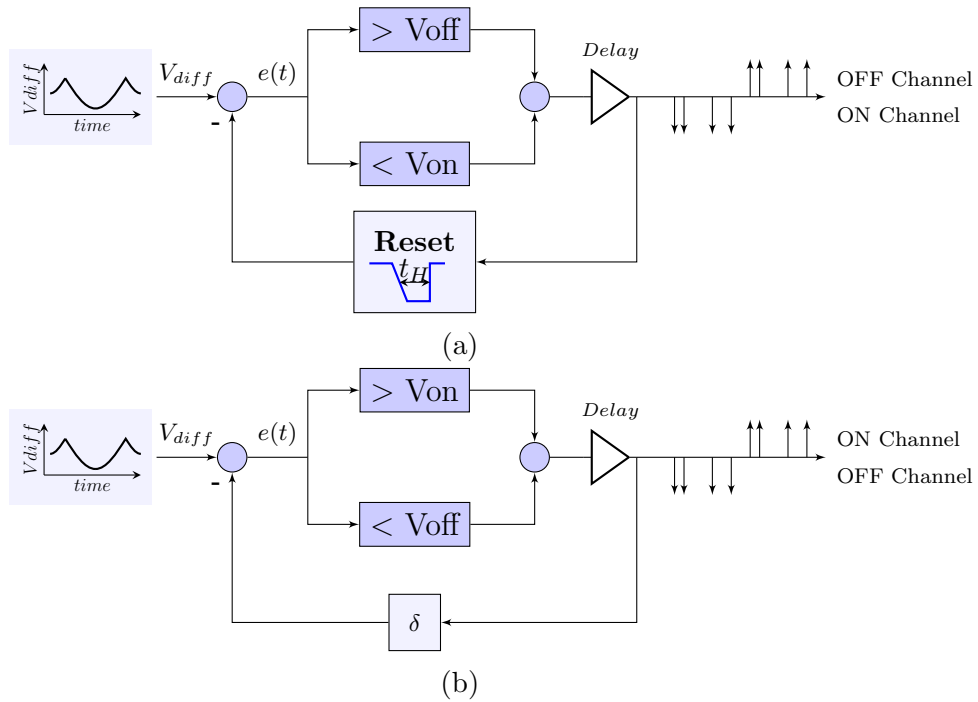 > Voff
Delay
Vdiff
time
V_diff
e(t)
-
OFF Channel
ON Channel
< Von
Reset
t_H
(a)
> Von
Delay
Vdiff
time
V_diff
e(t)
-
ON Channel
OFF Channel
< Voff
δ
(b)